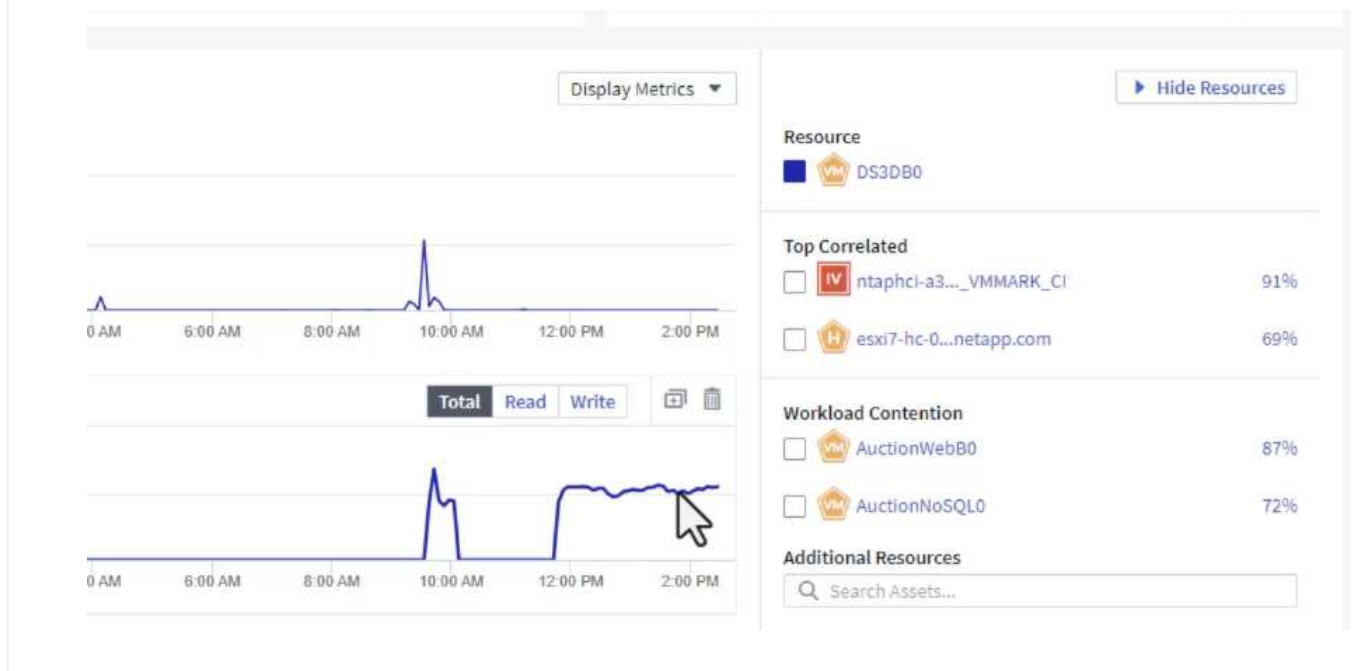 Display Metrics
Hide Resources
Resource
VM DS3DB0
Top Correlated
IV ntaphci-a3..._VMMARK_CI 91%
H esxi7-hc-0...netapp.com 69%
0 AM 6:00 AM 8:00 AM 10:00 AM 12:00 PM 2:00 PM
Total Read Write
Workload Contention
VM AuctionWebB0 87%
VM AuctionNoSQL0 72%
Additional Resources
Search Assets...
0 AM 6:00 AM 8:00 AM 10:00 AM 12:00 PM 2:00 PM